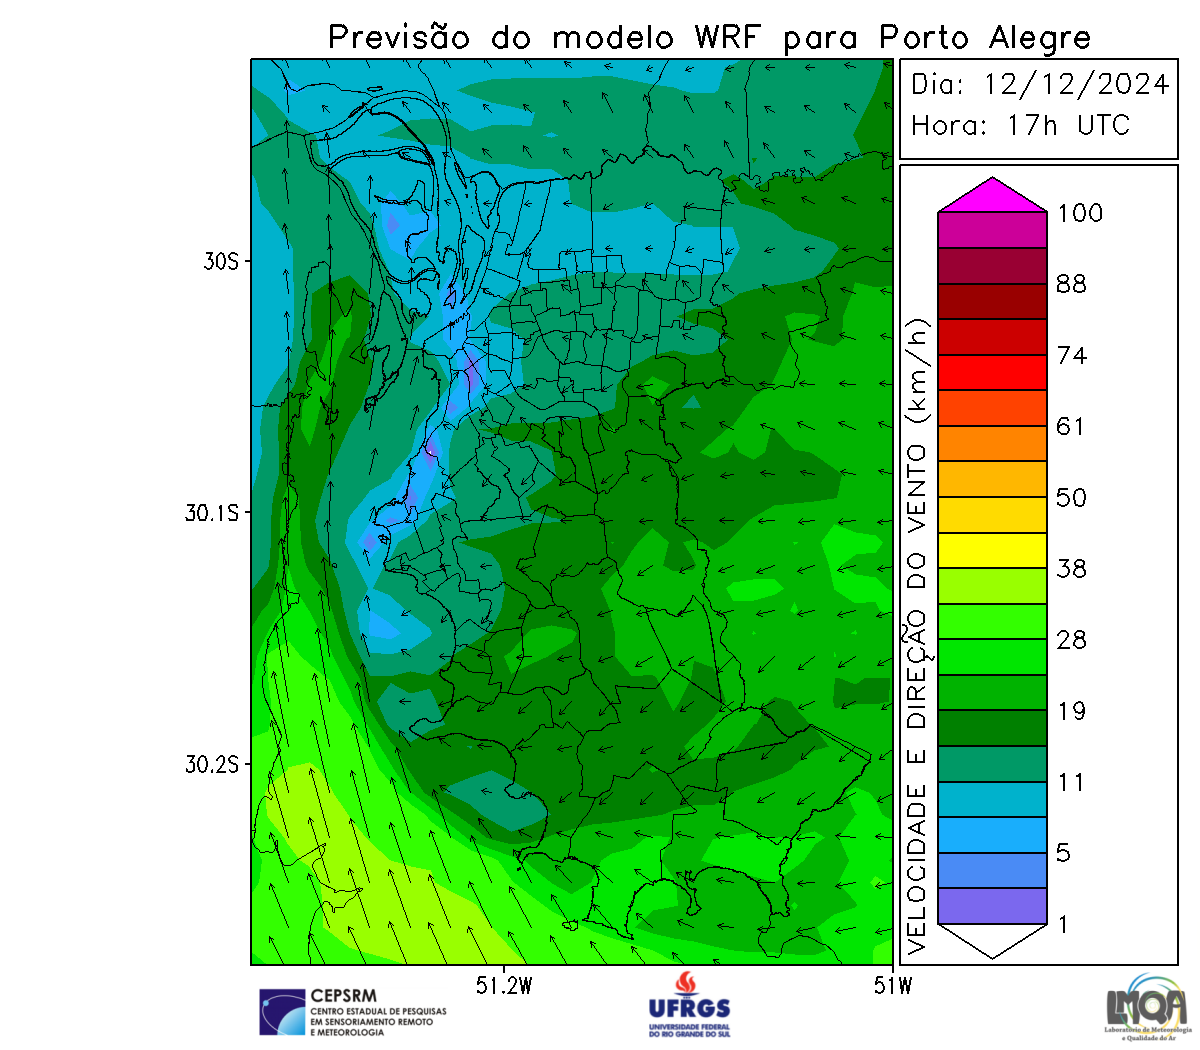 Previsão do modelo WRF para Porto Alegre
Dia: 12/12/2024
Hora: 17h UTC
30S
30.1S
30.2S
51.2W
51W
VELOCIDADE E DIREÇÃO DO VENTO (km/h)
100
88
74
61
50
38
28
19
11
5
1
CEPSRM
CENTRO ESTADUAL DE PESQUISAS
EM SENSORIAMENTO REMOTO
E METEOROLOGIA
UFRGS
UNIVERSIDADE FEDERAL
DO RIO GRANDE DO SUL
LMQA
Laboratório de Meteorologia
e Qualidade do Ar